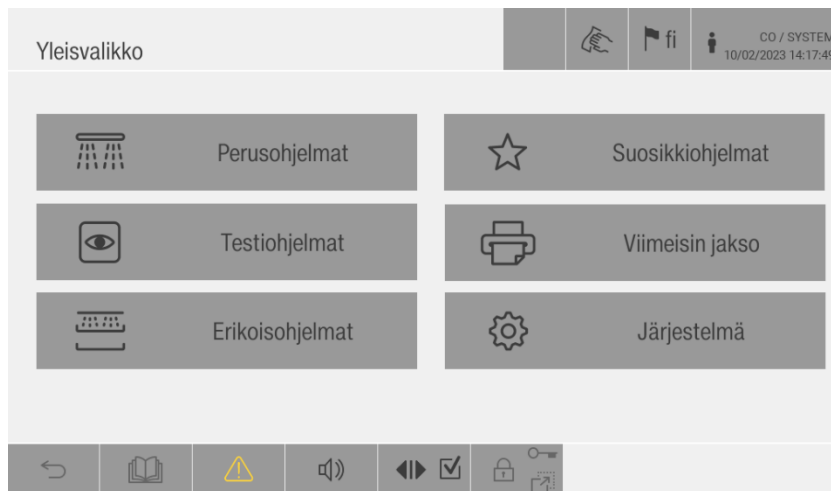 Yleisvalikko
fi
CO / SYSTEM
10/02/2023 14:17:49
Perusohjelmat
Suosikkiohjelmat
Testiohjelmat
Viimeisin jakso
Erikoisohjelmat
Järjestelmä